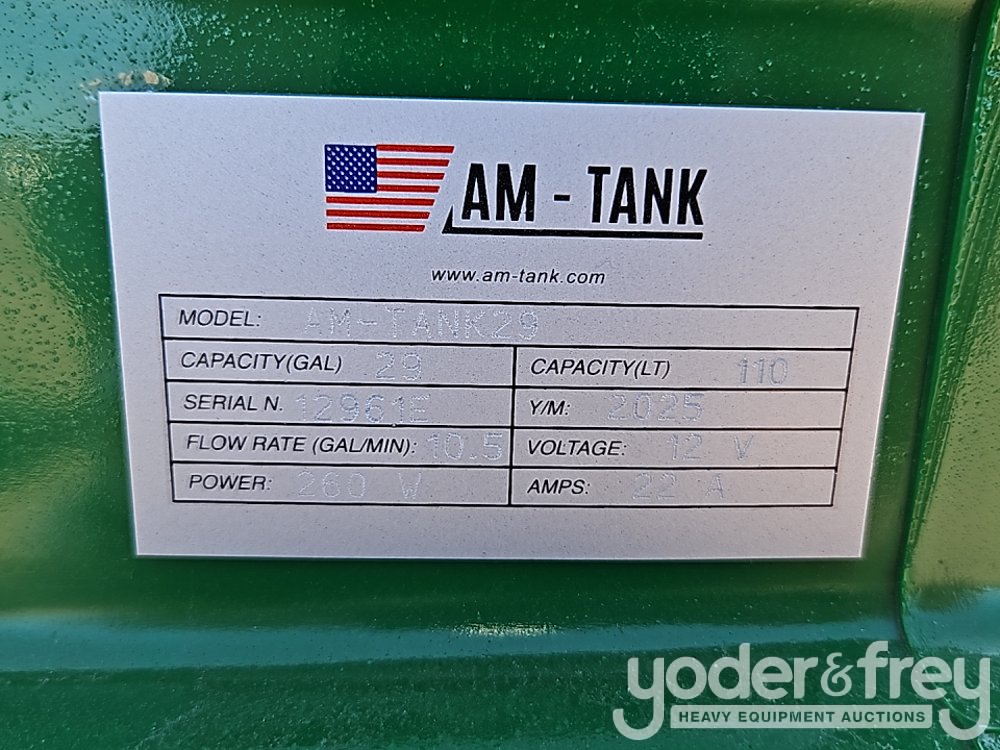 AM - TANK
www.am-tank.com
MODEL: AM-TANK29
CAPACITY(GAL) 29 CAPACITY(LT) 110
SERIAL N. 12961E Y/M: 2025
FLOW RATE (GAL/MIN): 10.5 VOLTAGE: 12 V
POWER: 260 W AMPS: 22 A
yoder&frey
HEAVY EQUIPMENT AUCTIONS